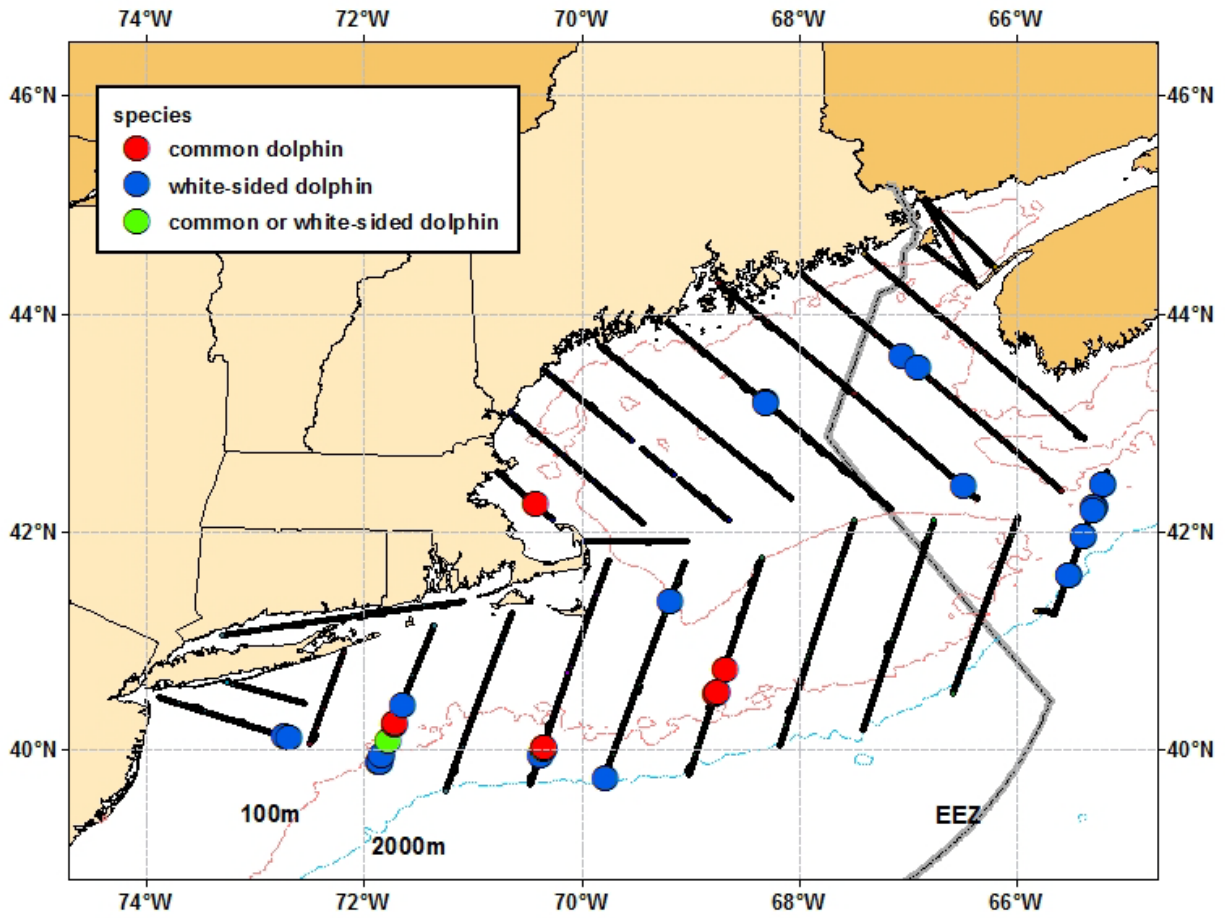 74°W 72°W 70°W 68°W 66°W
46°N 46°N
species
common dolphin
white-sided dolphin
common or white-sided dolphin
44°N 44°N
42°N 42°N
40°N 40°N
100m EEZ
2000m
74°W 72°W 70°W 68°W 66°W